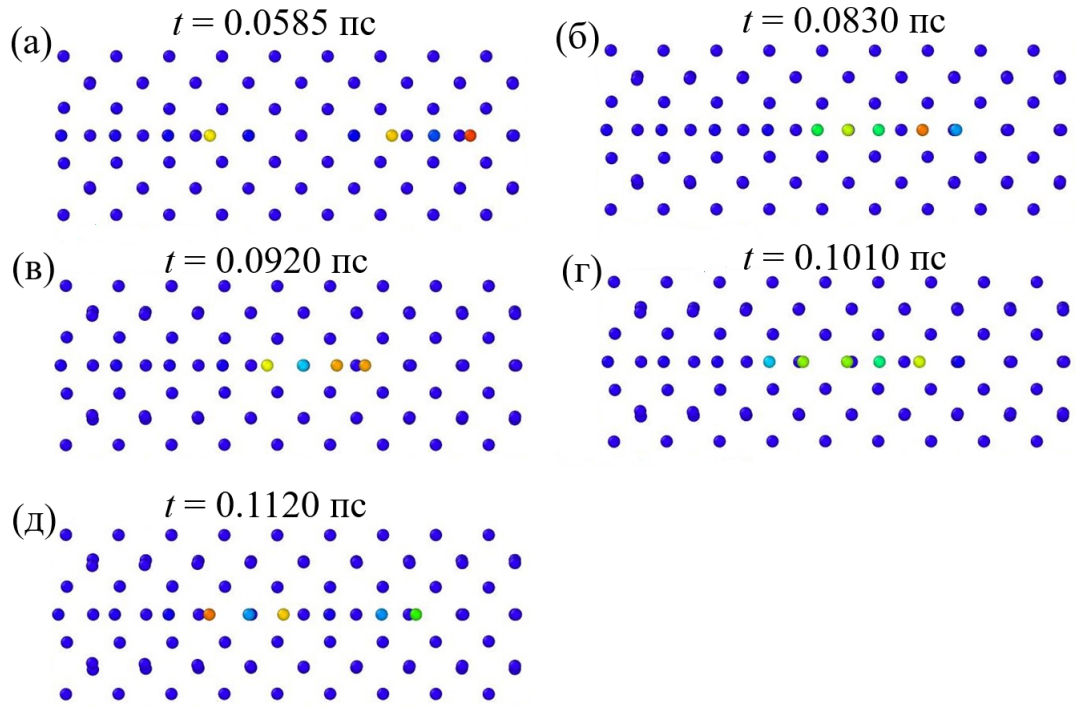 (а) t = 0.0585 пс
(б) t = 0.0830 пс
(в) t = 0.0920 пс
(г) t = 0.1010 пс
(д) t = 0.1120 пс